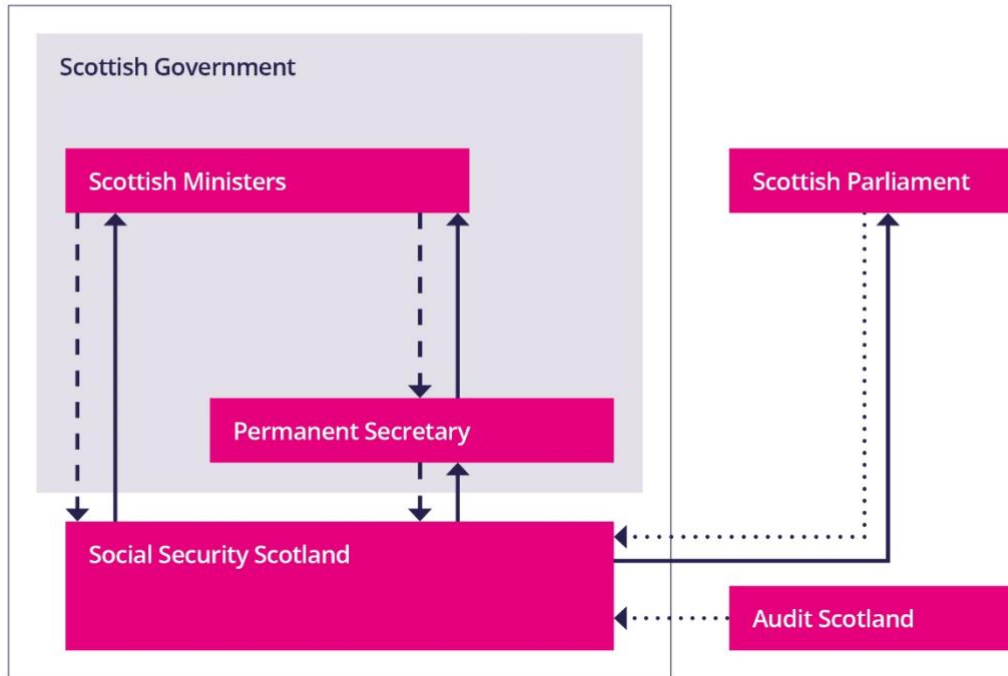 Scottish Government
Scottish Ministers
Scottish Parliament
Permanent Secretary
Social Security Scotland
Audit Scotland